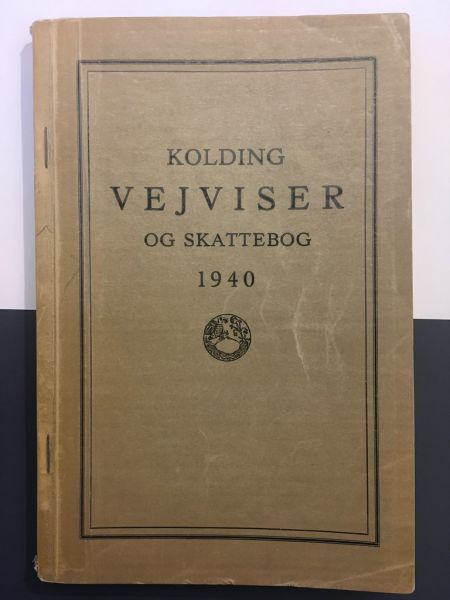 KOLDING
VEJVISER
OG SKATTEBOG
1940